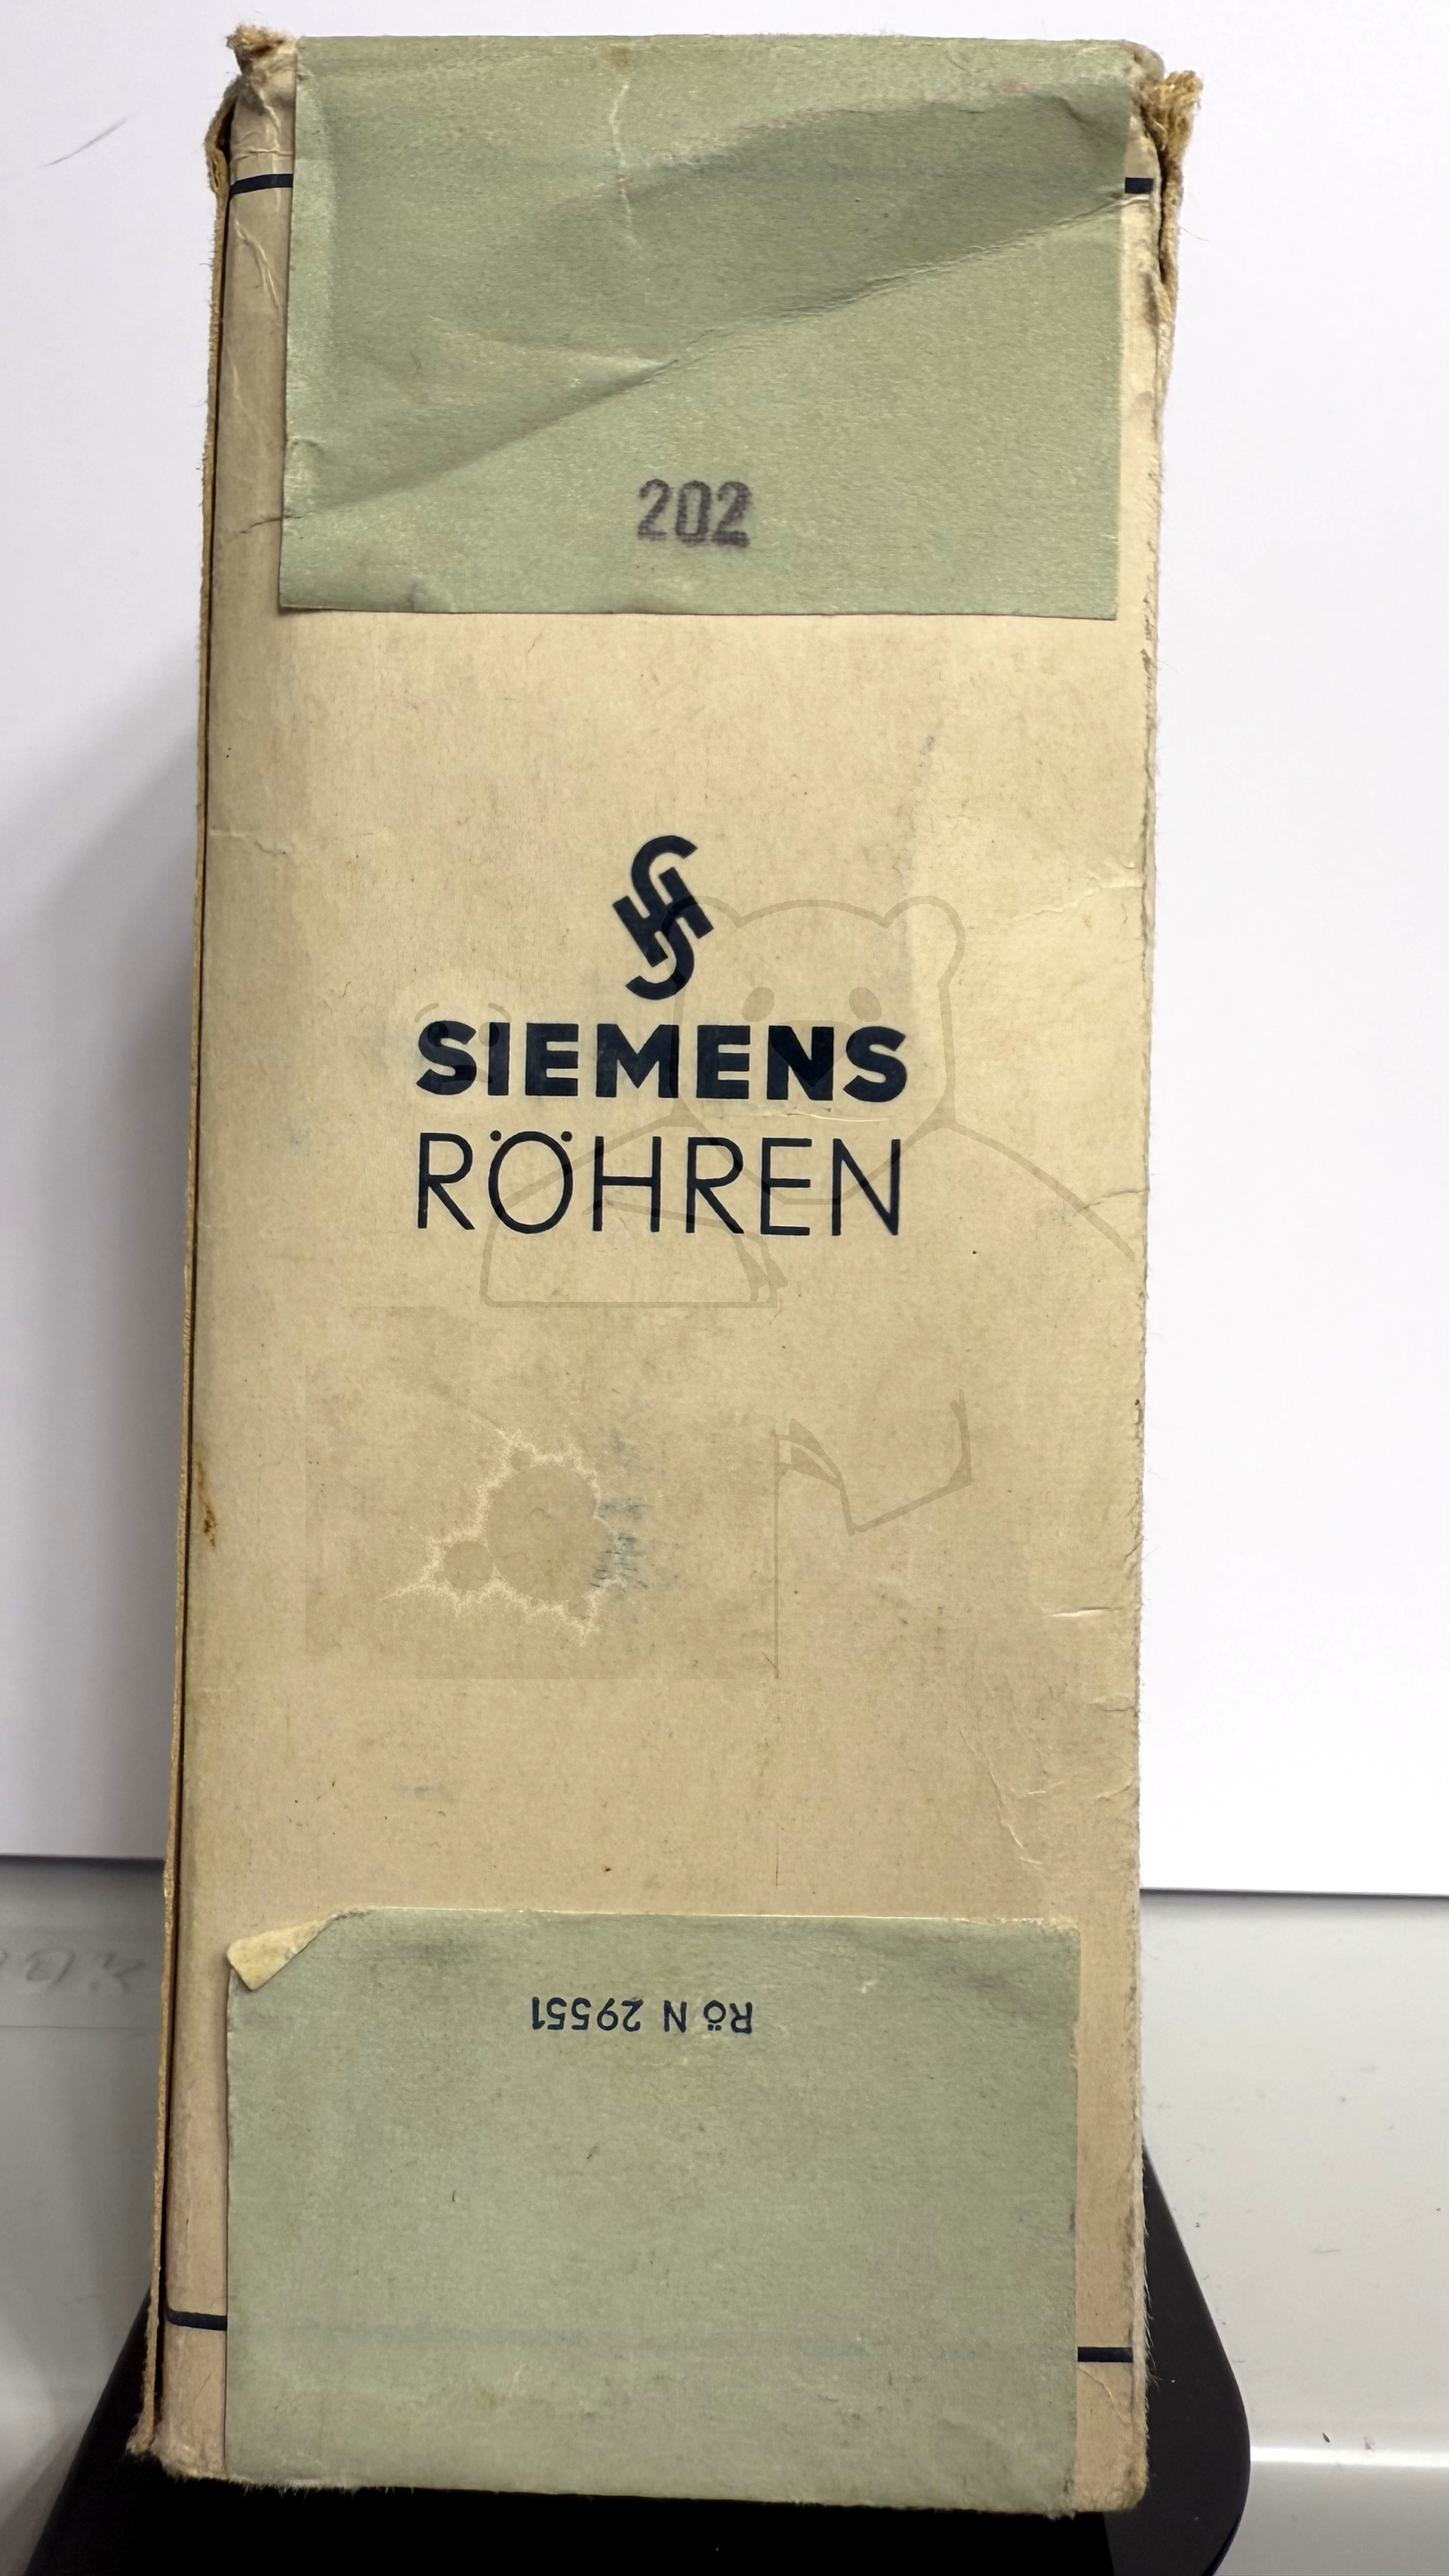 202
SIEMENS
RÖHREN
Rö N 29551